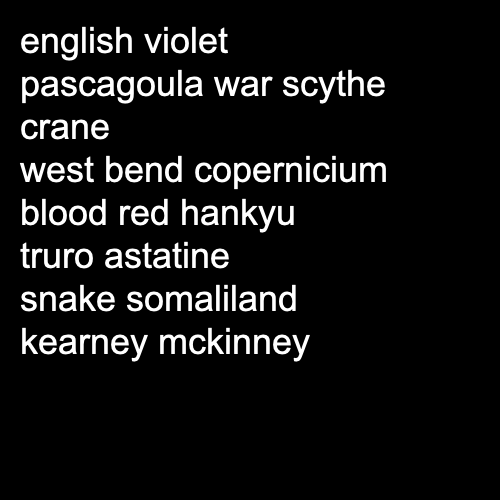 english violet
pascagoula war scythe
crane
west bend copernicium
blood red hankyu
truro astatine
snake somaliland
kearney mckinney